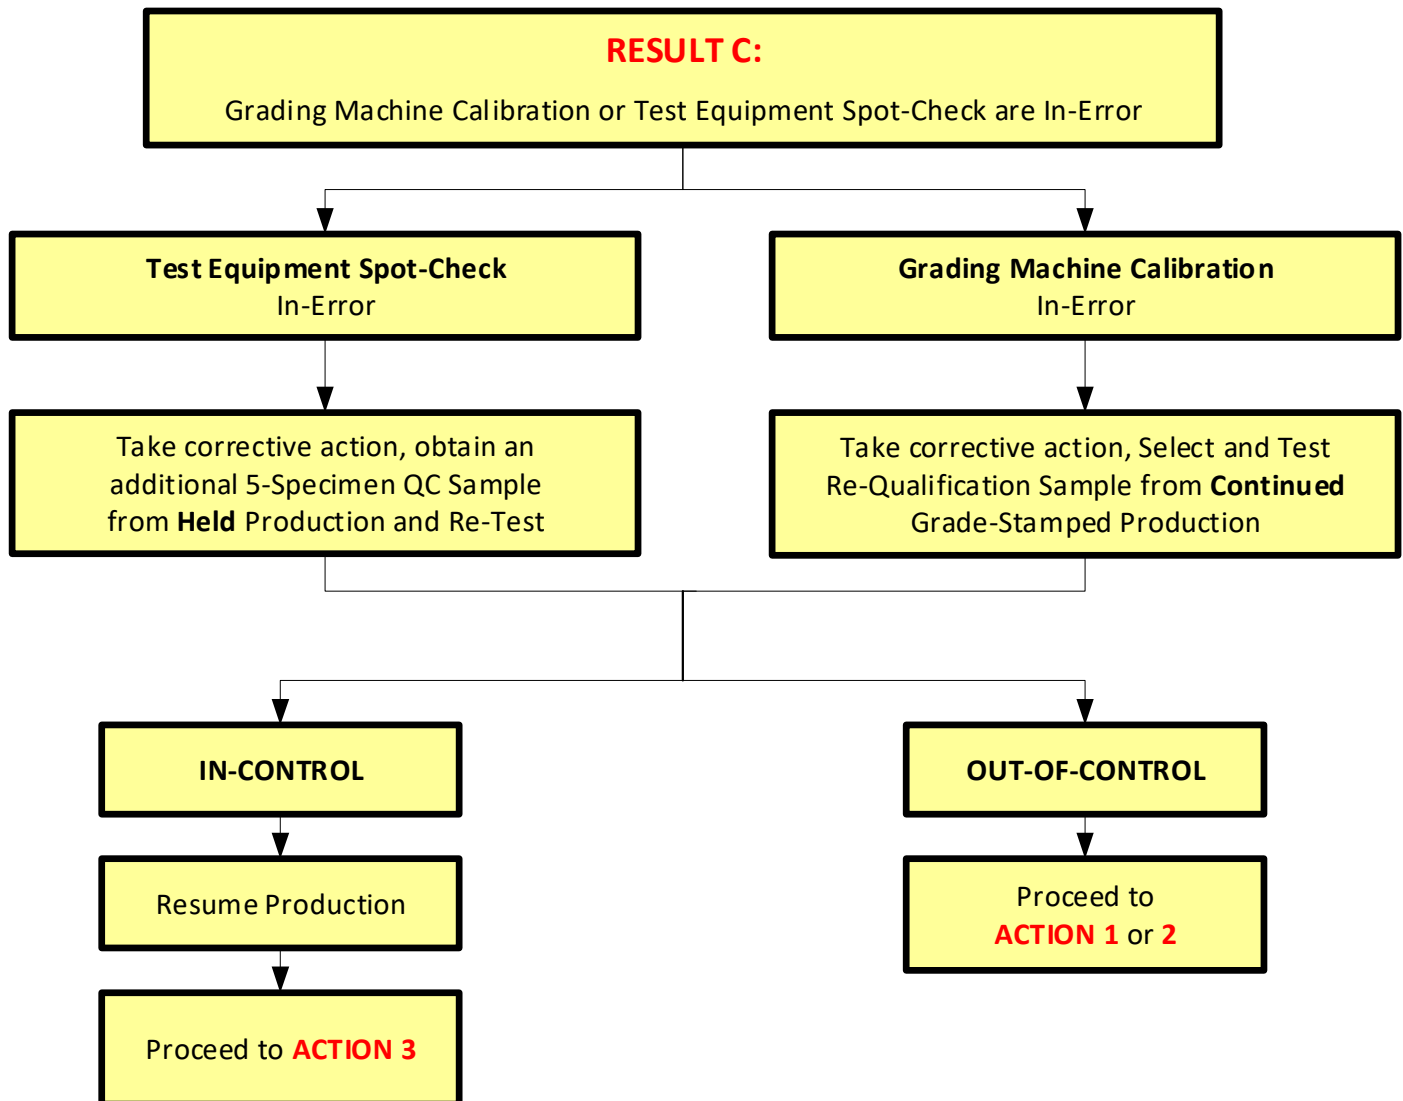 RESULT C:
Grading Machine Calibration or Test Equipment Spot-Check are In-Error
Test Equipment Spot-Check
In-Error
Grading Machine Calibration
In-Error
Take corrective action, obtain an
additional 5-Specimen QC Sample
from Held Production and Re-Test
Take corrective action, Select and Test
Re-Qualification Sample from Continued
Grade-Stamped Production
IN-CONTROL
OUT-OF-CONTROL
Resume Production
Proceed to
ACTION 1 or 2
Proceed to ACTION 3